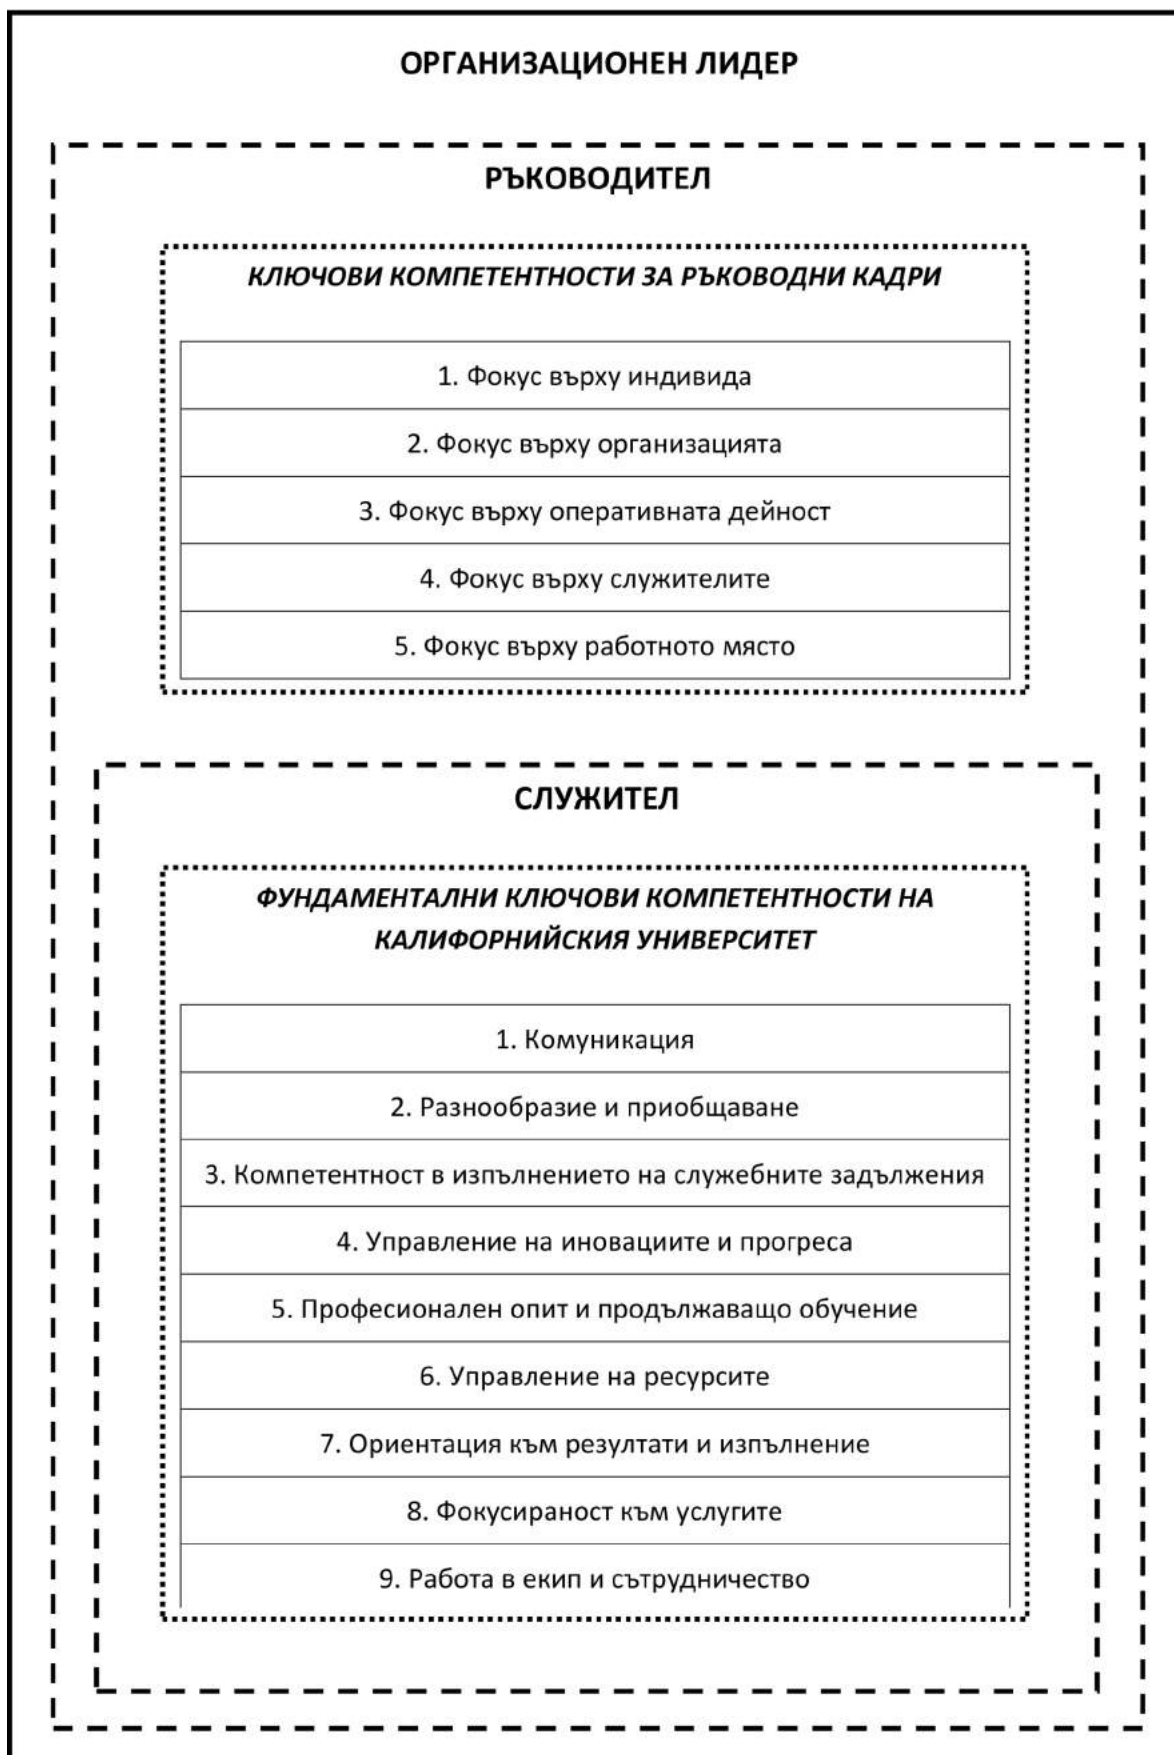 ОРГАНИЗАЦИОНЕН ЛИДЕР
РЪКОВОДИТЕЛ
КЛЮЧОВИ КОМПЕТЕНТНОСТИ ЗА РЪКОВОДНИ КАДРИ
1. Фокус върху индивида
2. Фокус върху организацията
3. Фокус върху оперативната дейност
4. Фокус върху служителите
5. Фокус върху работното място
СЛУЖИТЕЛ
ФУНДАМЕНТАЛНИ КЛЮЧОВИ КОМПЕТЕНТНОСТИ НА
КАЛИФОРНИЙСКИЯ УНИВЕРСИТЕТ
1. Комуникация
2. Разнообразие и приобщаване
3. Компетентност в изпълнението на служебните задължения
4. Управление на иновациите и прогреса
5. Професионален опит и продължаващо обучение
6. Управление на ресурсите
7. Ориентация към резултати и изпълнение
8. Фокусираност към услугите
9. Работа в екип и сътрудничество